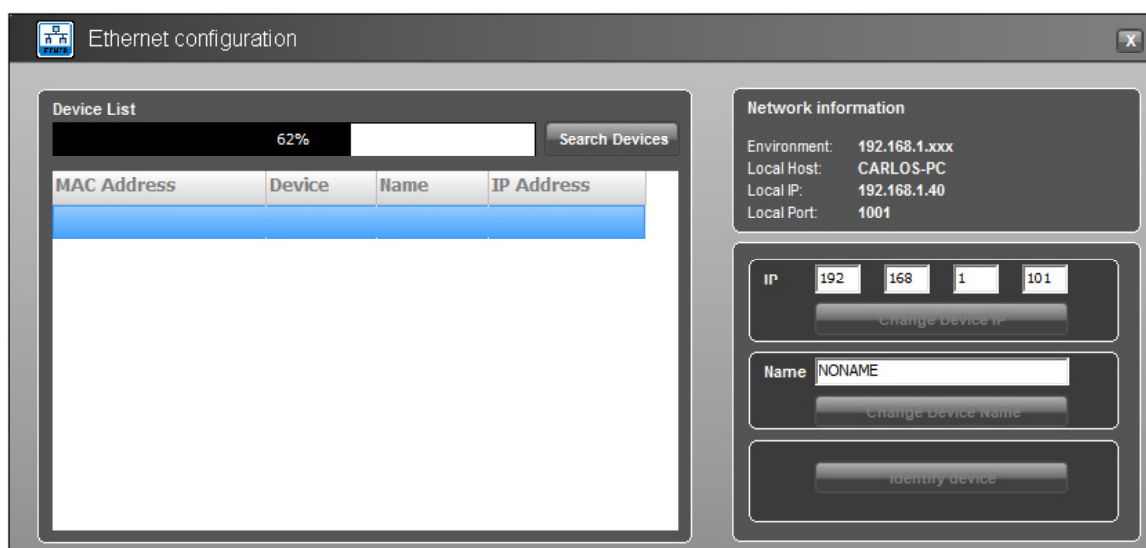 ETHER
Ethernet configuration
X
Device List
62%
Search Devices
MAC Address Device Name IP Address
Network information
Environment: 192.168.1.xxx
Local Host: CARLOS-PC
Local IP: 192.168.1.40
Local Port: 1001
IP 192 168 1 101
Change Device IP
Name NONAME
Change Device Name
Identify device